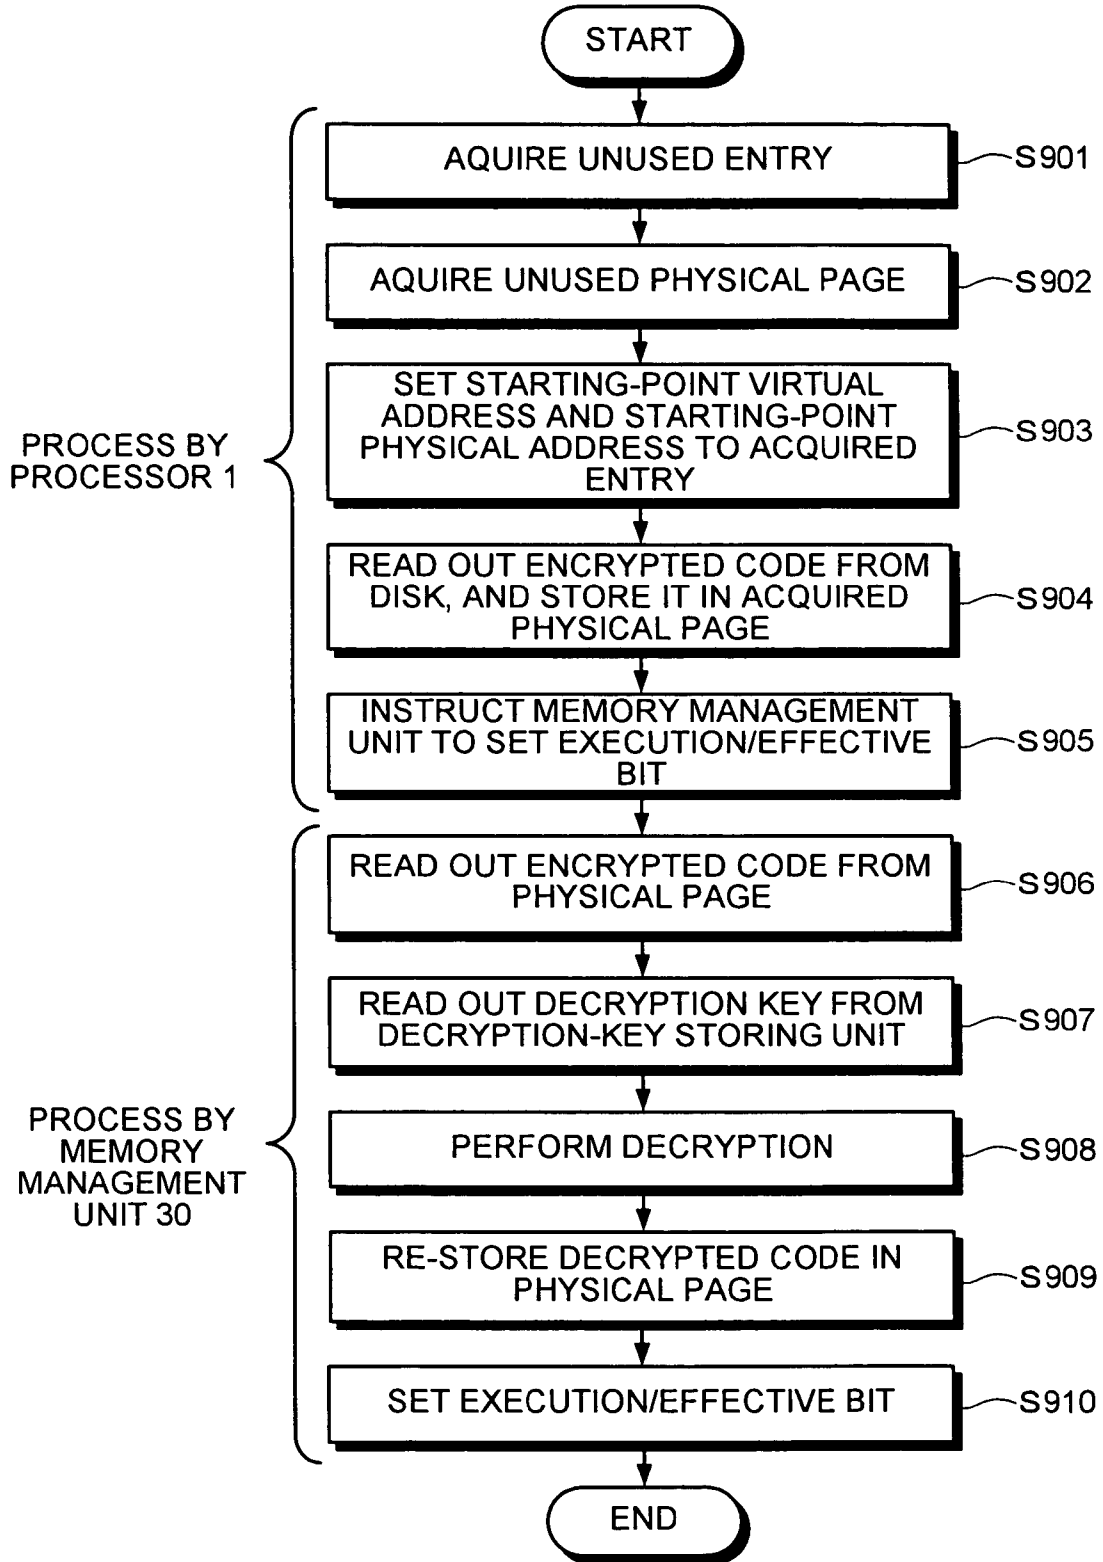 START
AQUIRE UNUSED ENTRY
S901
AQUIRE UNUSED PHYSICAL PAGE
S902
SET STARTING-POINT VIRTUAL
ADDRESS AND STARTING-POINT
PHYSICAL ADDRESS TO ACQUIRED
ENTRY
S903
PROCESS BY
PROCESSOR 1
READ OUT ENCRYPTED CODE FROM
DISK, AND STORE IT IN ACQUIRED
PHYSICAL PAGE
S904
INSTRUCT MEMORY MANAGEMENT
UNIT TO SET EXECUTION/EFFECTIVE
BIT
S905
READ OUT ENCRYPTED CODE FROM
PHYSICAL PAGE
S906
READ OUT DECRYPTION KEY FROM
DECRYPTION-KEY STORING UNIT
S907
PROCESS BY
MEMORY
MANAGEMENT
UNIT 30
PERFORM DECRYPTION
S908
RE-STORE DECRYPTED CODE IN
PHYSICAL PAGE
S909
SET EXECUTION/EFFECTIVE BIT
S910
END